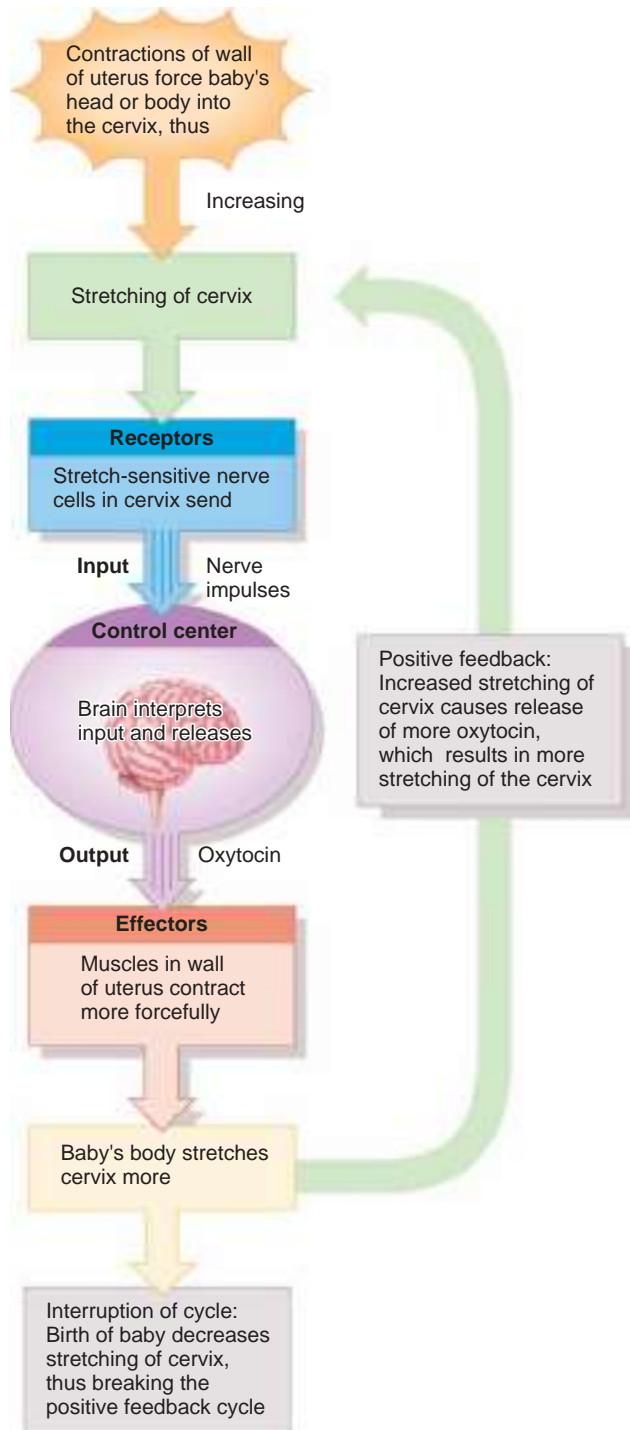 Contractions of wall
of uterus force baby's
head or body into
the cervix, thus
Increasing
Stretching of cervix
Receptors
Stretch-sensitive nerve
cells in cervix send
Input
Nerve
impulses
Control center
Brain interprets
input and releases
Positive feedback:
Increased stretching of
cervix causes release
of more oxytocin,
which results in more
stretching of the cervix
Output
Oxytocin
Effectors
Muscles in wall
of uterus contract
more forcefully
Baby's body stretches
cervix more
Interruption of cycle:
Birth of baby decreases
stretching of cervix,
thus breaking the
positive feedback cycle